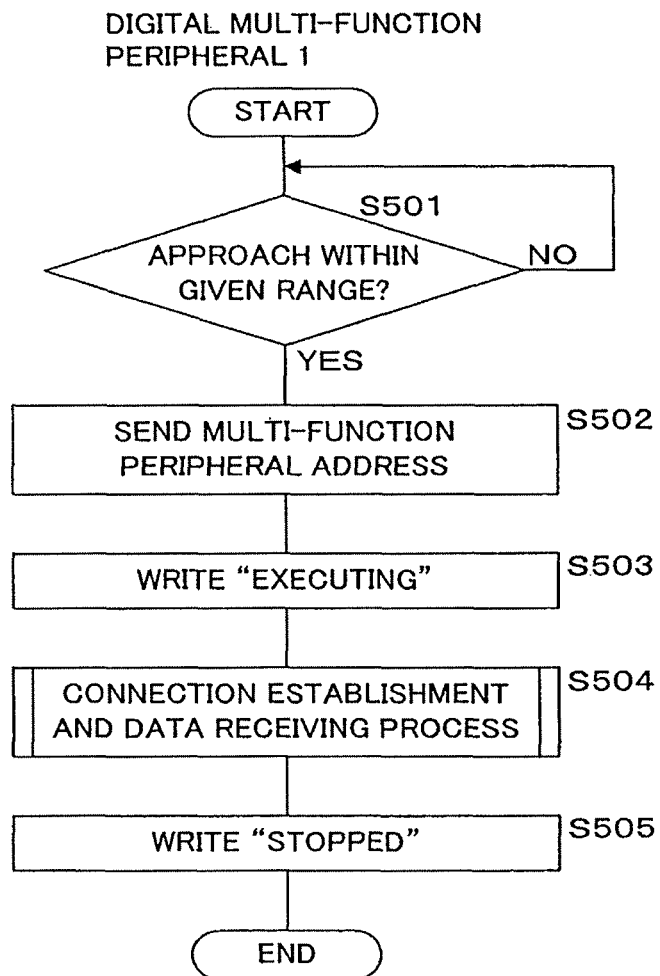 DIGITAL MULTI-FUNCTION
PERIPHERAL 1
START
S501
APPROACH WITHIN
GIVEN RANGE?
NO
YES
S502
SEND MULTI-FUNCTION
PERIPHERAL ADDRESS
S503
WRITE “EXECUTING”
S504
CONNECTION ESTABLISHMENT
AND DATA RECEIVING PROCESS
S505
WRITE “STOPPED”
END